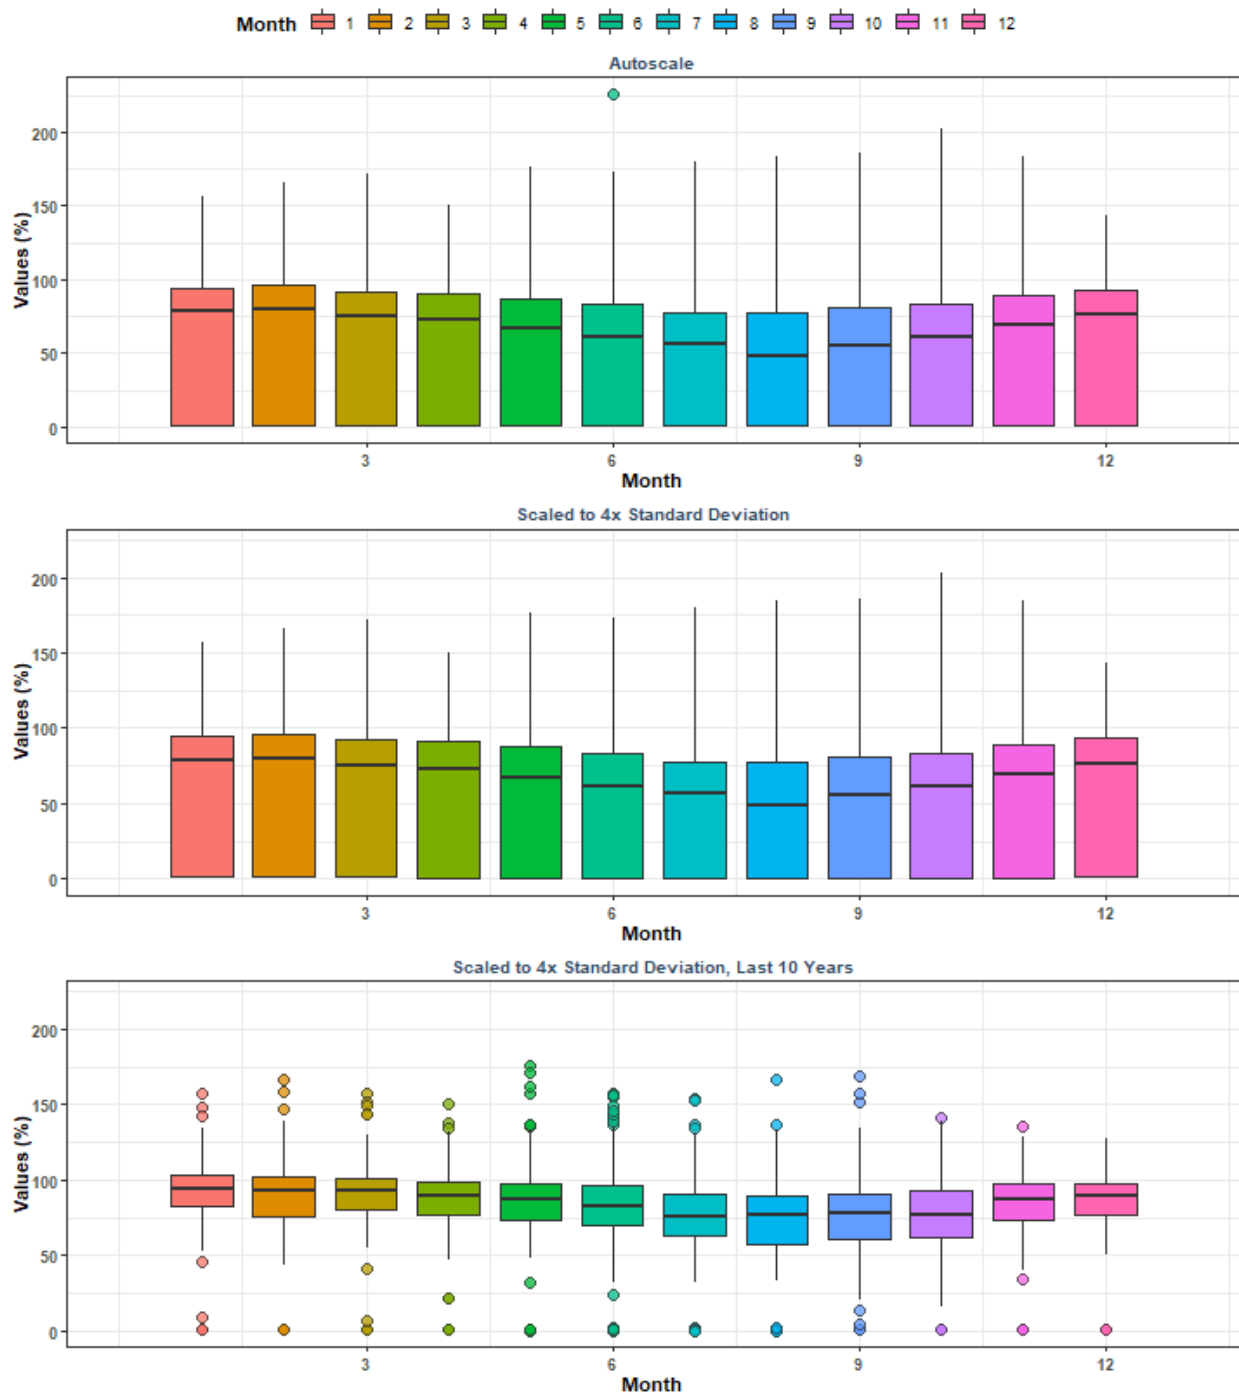 Month 1 2 3 4 5 6 7 8 9 10 11 12
Autoscale
200
150
100
50
0
Values (%)
3 6 9 12
Month
Scaled to 4x Standard Deviation
200
150
100
50
0
Values (%)
3 6 9 12
Month
Scaled to 4x Standard Deviation, Last 10 Years
200
150
100
50
0
Values (%)
3 6 9 12
Month